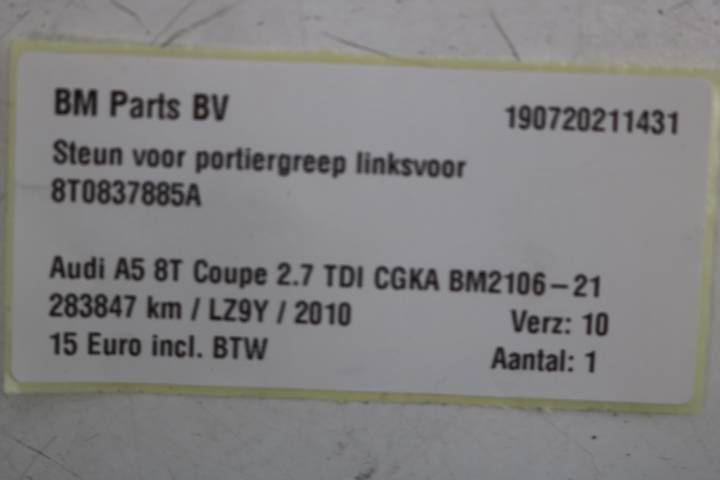 BM Parts BV 190720211431
Steun voor portiergreep linksvoor
8T0837885A
Audi A5 8T Coupe 2.7 TDI CGKA BM2106-21
283847 km / LZ9Y / 2010 Verz: 10
15 Euro incl. BTW Aantal: 1